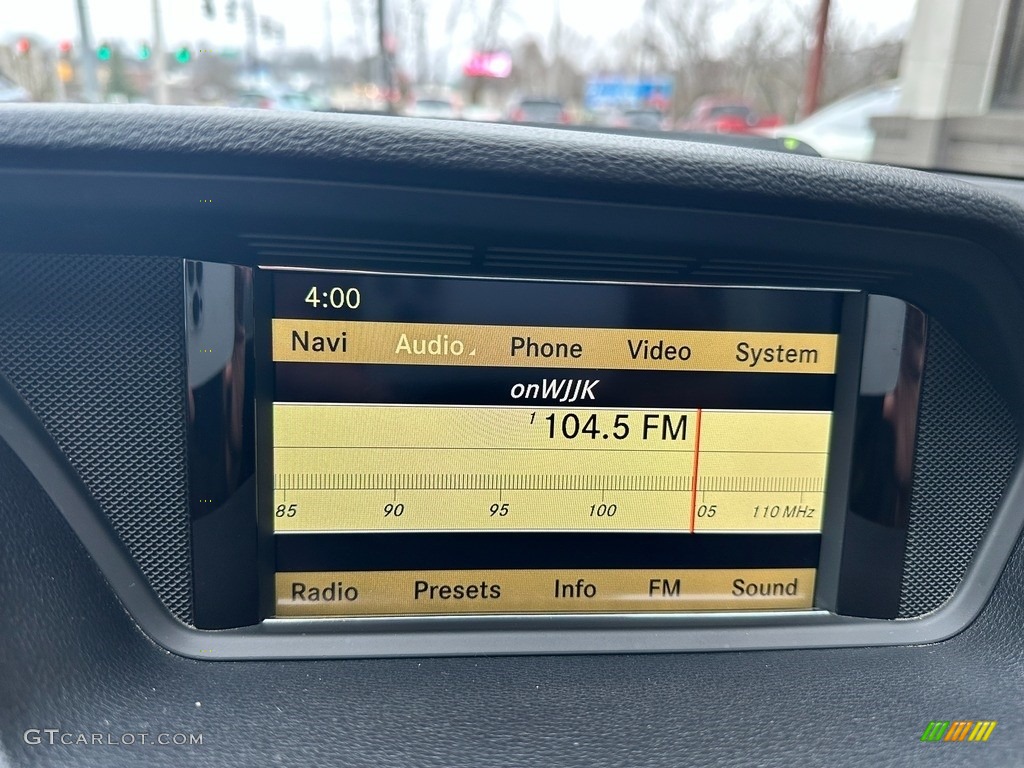 4:00
Navi Audio Phone Video System
onWJJK
1 104.5 FM
85 90 95 100 05 110 MHz
Radio Presets Info FM Sound
GTCARLOT.COM